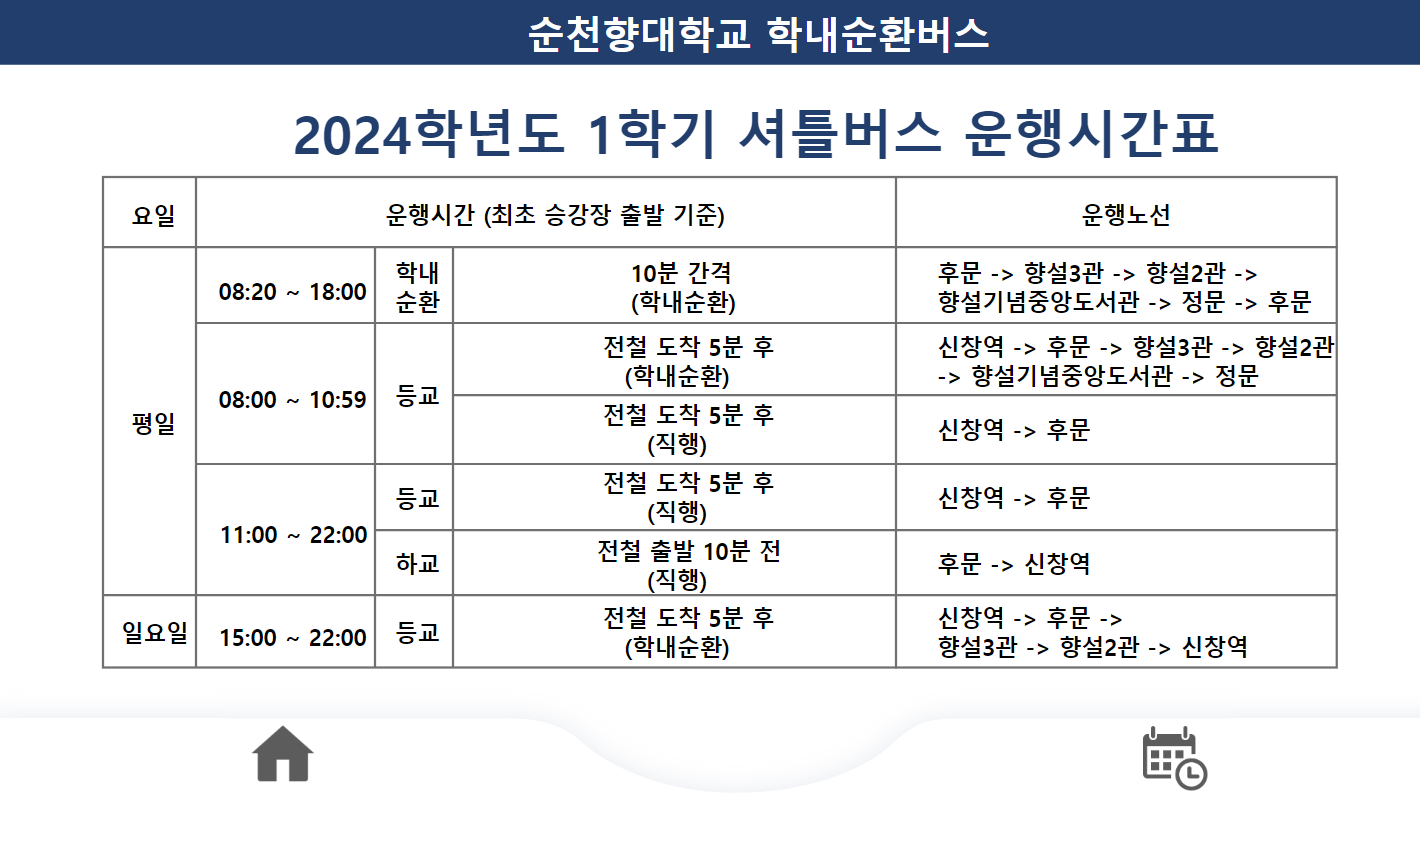 순천향대학교 학내순환버스
2024학년도 1학기 셔틀버스 운행시간표
요일
운행시간 (최초 승강장 출발 기준)
운행노선
평일
08:20 ~ 18:00
학내
순환
10분 간격
(학내순환)
후문 -> 향설3관 -> 향설2관 ->
향설기념중앙도서관 -> 정문 -> 후문
08:00 ~ 10:59
등교
전철 도착 5분 후
(학내순환)
신창역 -> 후문 -> 향설3관 -> 향설2관
-> 향설기념중앙도서관 -> 정문
전철 도착 5분 후
(직행)
신창역 -> 후문
11:00 ~ 22:00
등교
전철 도착 5분 후
(직행)
신창역 -> 후문
하교
전철 출발 10분 전
(직행)
후문 -> 신창역
일요일
15:00 ~ 22:00
등교
전철 도착 5분 후
(학내순환)
신창역 -> 후문 ->
향설3관 -> 향설2관 -> 신창역